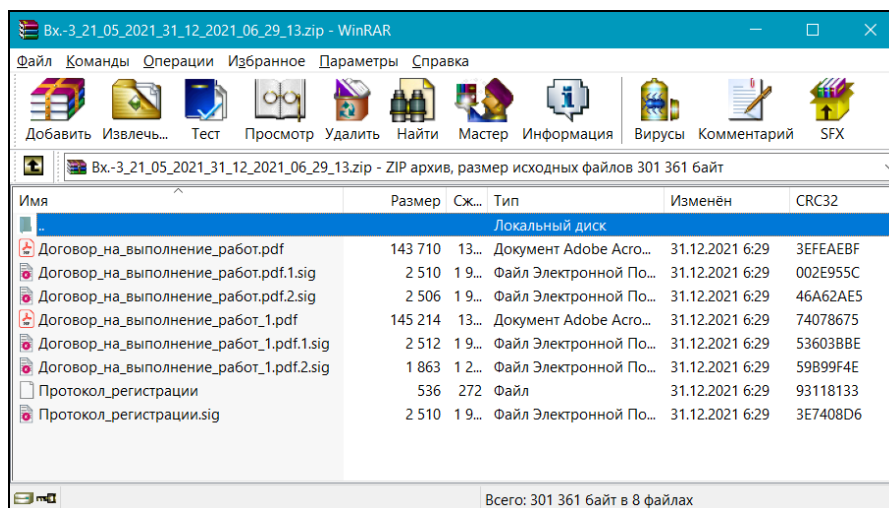 Вх.-3_21_05_2021_31_12_2021_06_29_13.zip - WinRAR
Файл Команды Операции Избранное Параметры Справка
Добавить Извлечь... Тест Просмотр Удалить Найти Мастер Информация Вирусы Комментарий SFX
Вх.-3_21_05_2021_31_12_2021_06_29_13.zip - ZIP архив, размер исходных файлов 301 361 байт
Имя Размер Сж... Тип Изменён CRC32
.. Локальный диск
Договор_на_выполнение_работ.pdf 143 710 13... Документ Adobe Acro... 31.12.2021 6:29 3EFEAEBF
Договор_на_выполнение_работ.pdf.1.sig 2 510 1 9... Файл Электронной По... 31.12.2021 6:29 002E955C
Договор_на_выполнение_работ.pdf.2.sig 2 506 1 9... Файл Электронной По... 31.12.2021 6:29 46A62AE5
Договор_на_выполнение_работ_1.pdf 145 214 13... Документ Adobe Acro... 31.12.2021 6:29 74078675
Договор_на_выполнение_работ_1.pdf.1.sig 2 512 1 9... Файл Электронной По... 31.12.2021 6:29 53603BBE
Договор_на_выполнение_работ_1.pdf.2.sig 1 863 1 2... Файл Электронной По... 31.12.2021 6:29 59B99F4E
Протокол_регистрации 536 272 Файл 31.12.2021 6:29 93118133
Протокол_регистрации.sig 2 510 1 9... Файл Электронной По... 31.12.2021 6:29 3E7408D6
Всего: 301 361 байт в 8 файлах